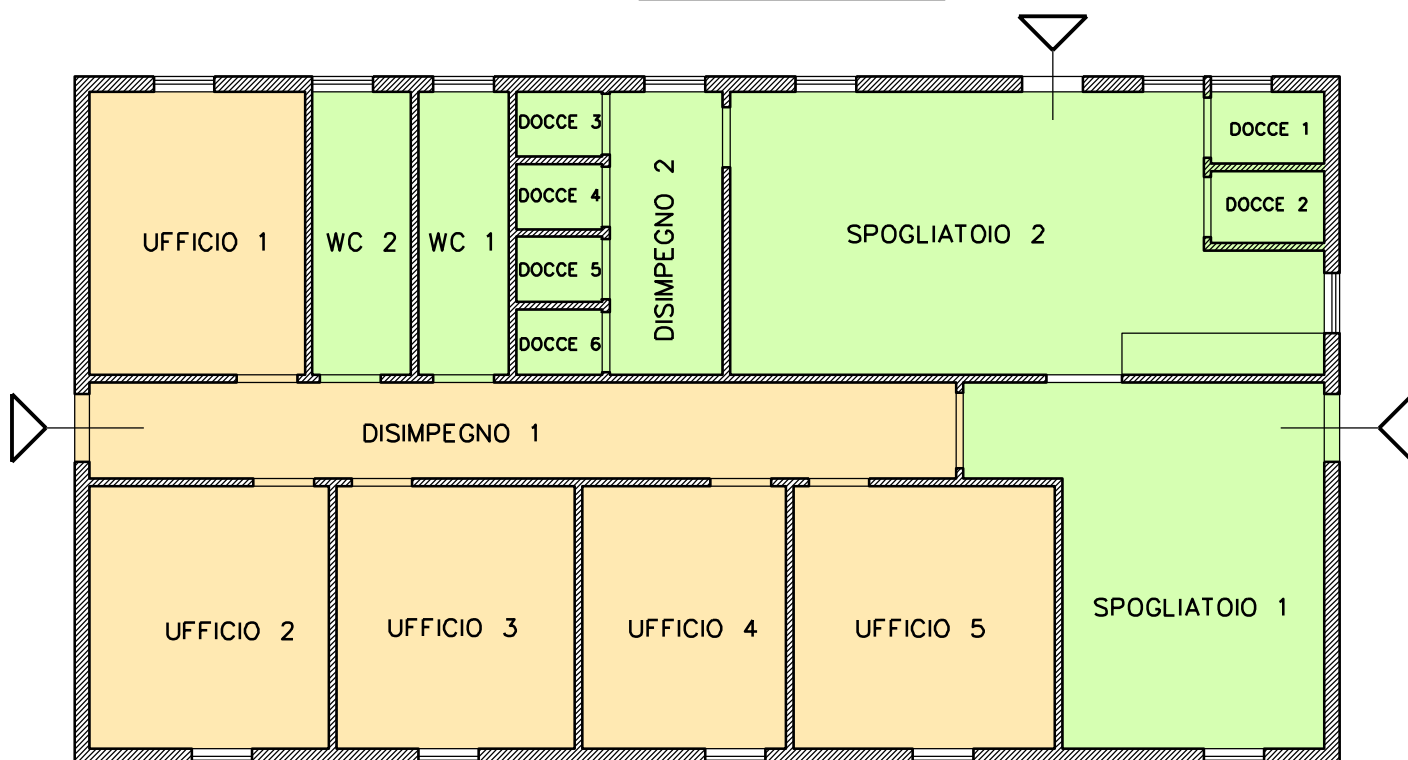 DOCCE 3
DOCCE 1
DOCCE 4
DOCCE 2
UFFICIO 1
WC 2
WC 1
DISIMPEGNO 2
SPOGLIATOIO 2
DOCCE 5
DOCCE 6
DISIMPEGNO 1
UFFICIO 2
UFFICIO 3
UFFICIO 4
UFFICIO 5
SPOGLIATOIO 1